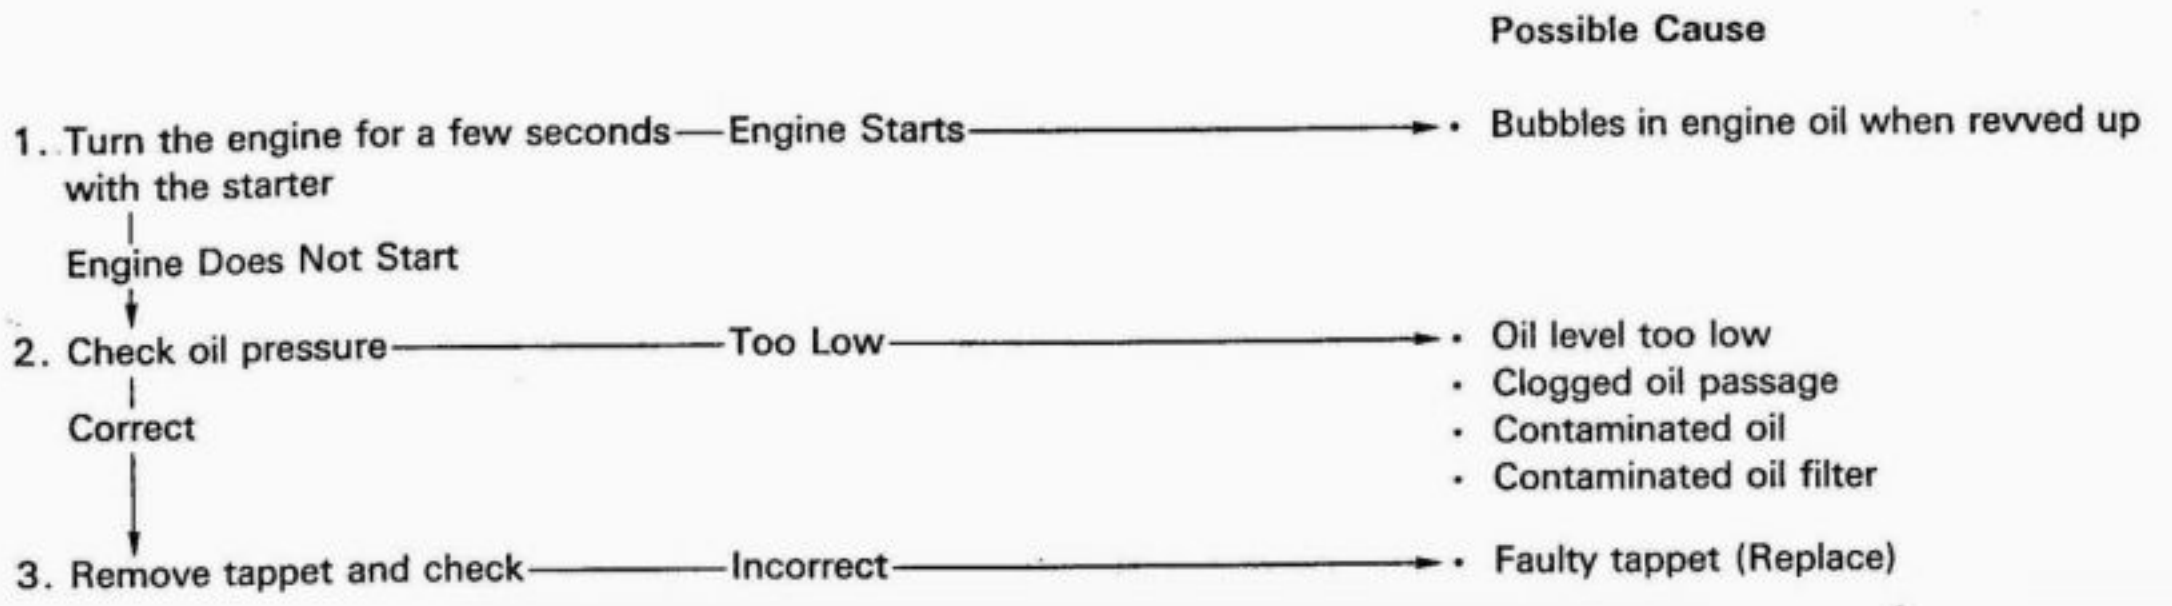 Possible Cause
1. Turn the engine for a few seconds—Engine Starts • Bubbles in engine oil when revved up
with the starter
Engine Does Not Start
2. Check oil pressure Too Low • Oil level too low
• Clogged oil passage
Correct • Contaminated oil
• Contaminated oil filter
3. Remove tappet and check Incorrect • Faulty tappet (Replace)